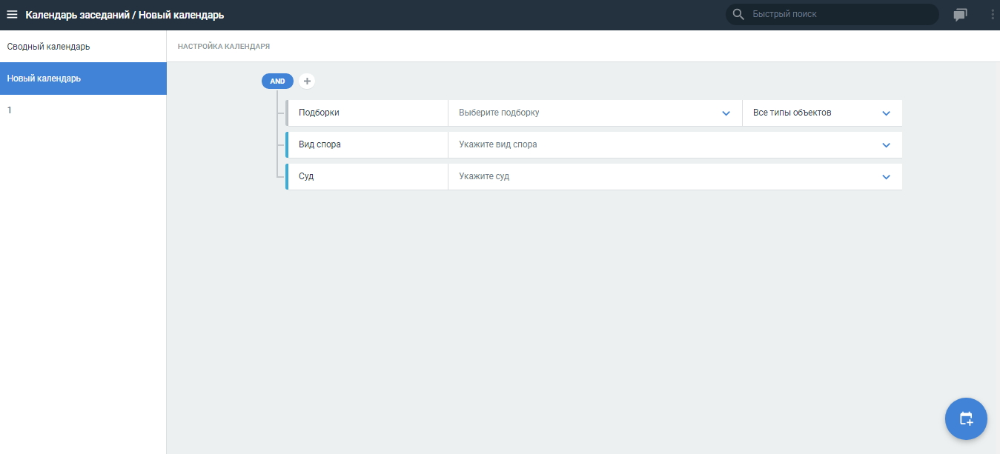 Календарь заседаний / Новый календарь
Быстрый поиск
Сводный календарь
НАСТРОЙКА КАЛЕНДАРЯ
Новый календарь
AND
1
Подборки
Выберите подборку
Все типы объектов
Вид спора
Укажите вид спора
Суд
Укажите суд